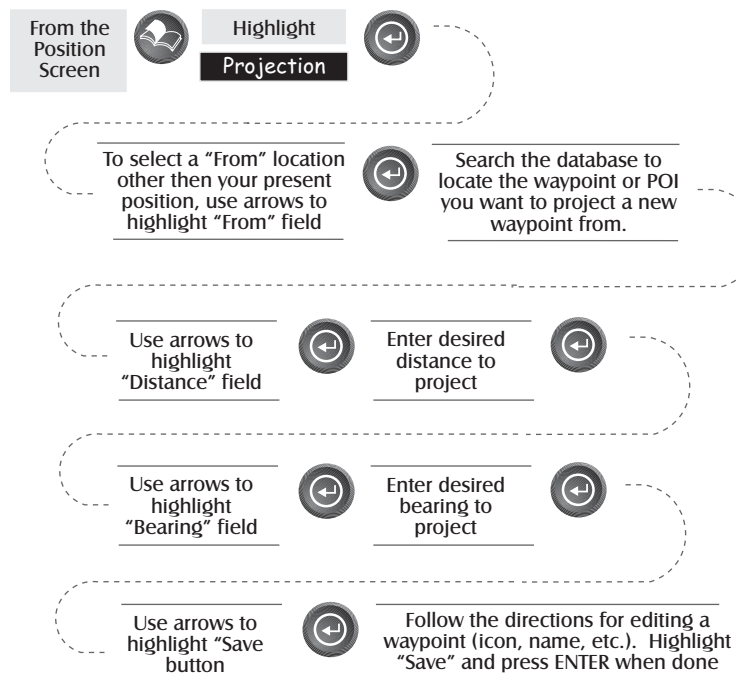 From the
Position
Screen
Highlight
Projection
To select a “From” location
other then your present
position, use arrows to
highlight “From” field
Search the database to
locate the waypoint or POI
you want to project a new
waypoint from.
Use arrows to
highlight
“Distance” field
Enter desired
distance to
project
Use arrows to
highlight
“Bearing” field
Enter desired
bearing to
project
Use arrows to
highlight “Save
button
Follow the directions for editing a
waypoint (icon, name, etc.).  Highlight
“Save” and press ENTER when done